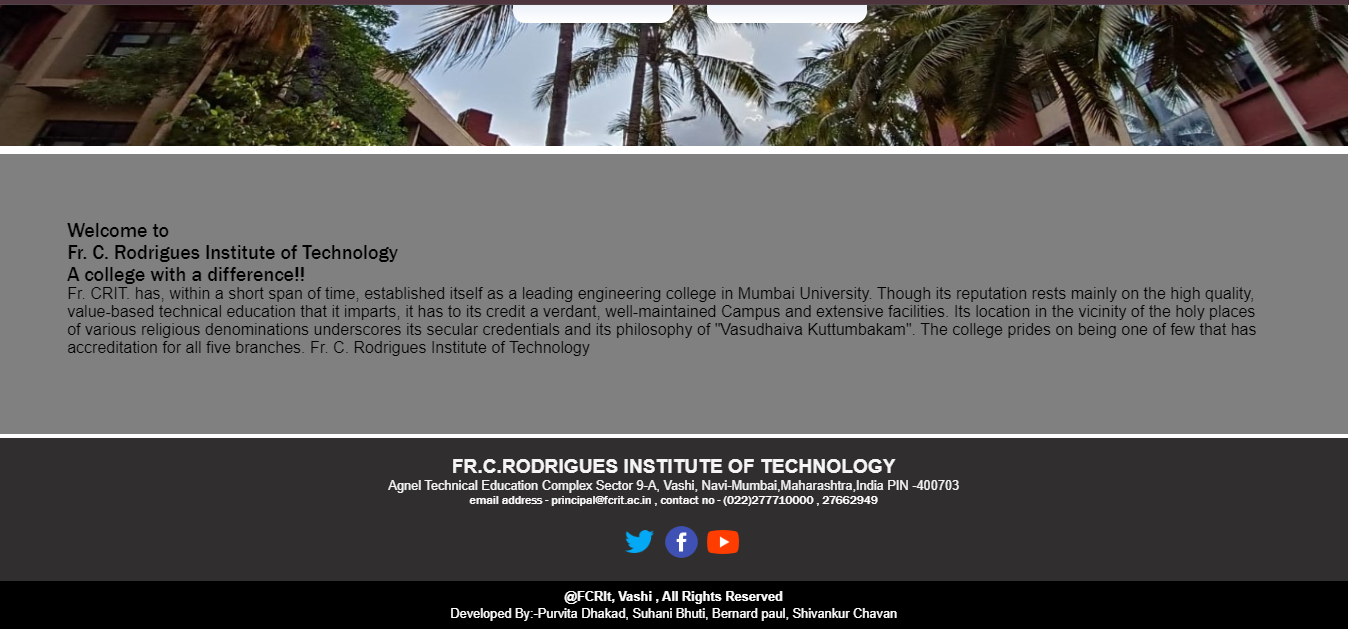 Welcome to
Fr. C. Rodrigues Institute of Technology
A college with a difference!!
Fr. CRIT. has, within a short span of time, established itself as a leading engineering college in Mumbai University. Though its reputation rests mainly on the high quality,
value-based technical education that it imparts, it has to its credit a verdant, well-maintained Campus and extensive facilities. Its location in the vicinity of the holy places
of various religious denominations underscores its secular credentials and its philosophy of "Vasudhaiva Kuttumbakam". The college prides on being one of few that has
accreditation for all five branches. Fr. C. Rodrigues Institute of Technology
FR.C.RODRIGUES INSTITUTE OF TECHNOLOGY
Agnel Technical Education Complex Sector 9-A, Vashi, Navi-Mumbai,Maharashtra,India PIN -400703
email address - principal@fcrit.ac.in , contact no - (022)277710000 , 27662949
@FCRIt, Vashi , All Rights Reserved
Developed By:-Purvita Dhakad, Suhani Bhuti, Bernard paul, Shivankur Chavan